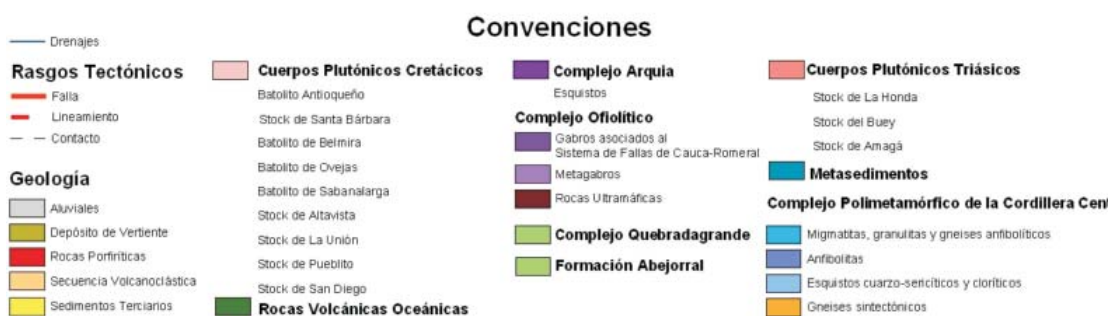 Convenciones
Drenajes
Rasgos Tectónicos
Falla
Lineamiento
Contacto
Geología
Aluviales
Depósito de Vertiente
Rocas Porfiríticas
Secuencia Volcanoclástica
Sedimentos Terciarios
Cuerpos Plutónicos Cretácicos
Batolito Antioqueño
Stock de Santa Bárbara
Batolito de Belmira
Batolito de Ovejas
Batolito de Sabanalarga
Stock de Altavista
Stock de La Unión
Stock de Pueblito
Stock de San Diego
Rocas Volcánicas Oceánicas
Complejo Arquia
Esquistos
Complejo Ofiolítico
Gabros asociados al
Sistema de Fallas de Cauca-Romeral
Metagabros
Rocas Ultramáficas
Complejo Quebradagrande
Formación Abejorral
Cuerpos Plutónicos Triásicos
Stock de La Honda
Stock del Buey
Stock de Amagá
Metasedimentos
Complejo Polimetamórfico de la Cordillera Cent
Migmatitas, granulitas y gneises anfibolíticos
Anfibolitas
Esquistos cuarzo-sericíticos y cloríticos
Gneises sintectónicos